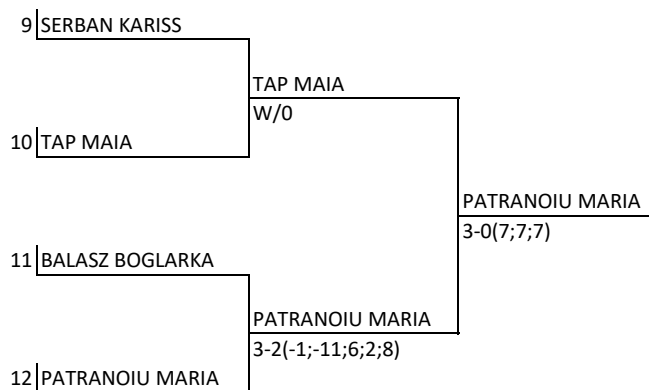 9 SERBAN KARISS
TAP MAIA
W/0
10 TAP MAIA
PATRANOIU MARIA
3-0(7;7;7)
11 BALASZ BOGLARKA
PATRANOIU MARIA
3-2(-1;-11;6;2;8)
12 PATRANOIU MARIA